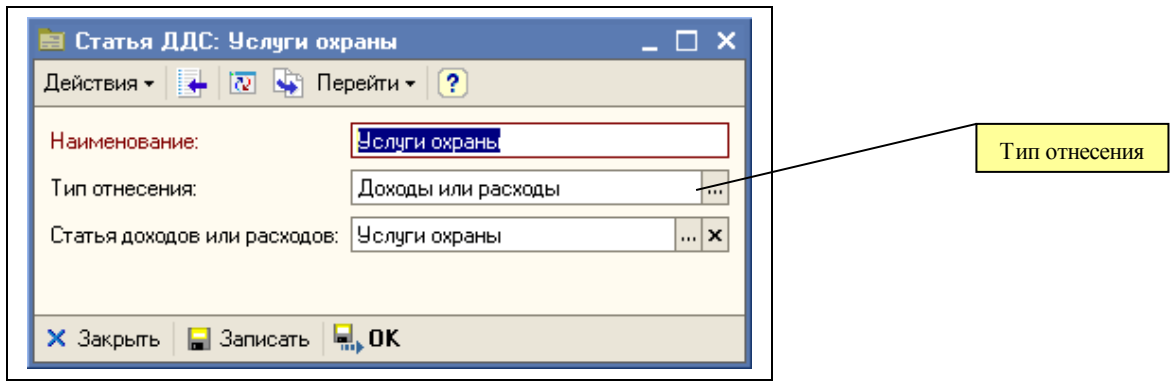 Статья ДДС: Услуги охраны
Действия Перейти ?
Наименование: Услуги охраны
Тип отнесения
Тип отнесения: Доходы или расходы ...
Статья доходов или расходов: Услуги охраны ... x
Закрыть Записать OK